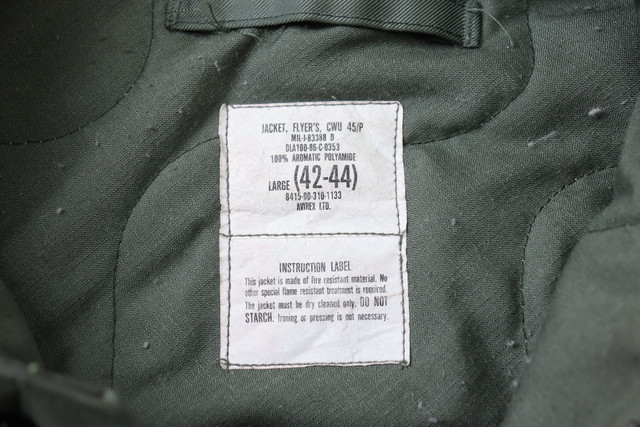 JACKET, FLYER'S, CWU 45/P
MIL-J-83388 D
DLA100-86-C-0353
100% AROMATIC POLYAMIDE
LARGE (42-44)
8415-00-310-1133
AVIREX LTD.
INSTRUCTION LABEL
This jacket is made of fire resistant material. No
other special flame resistant treatment is required.
The jacket must be dry cleaned only. DO NOT
STARCH. Ironing or pressing is not necessary.